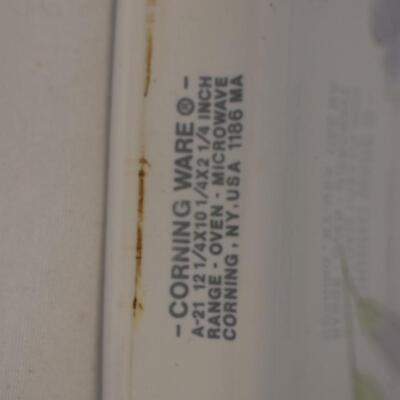 - CORNING WARE ® -
A-21 12 1/4X10 1/4X2 1/4 INCH
RANGE - OVEN - MICROWAVE
CORNING, NY, USA 1186 MA